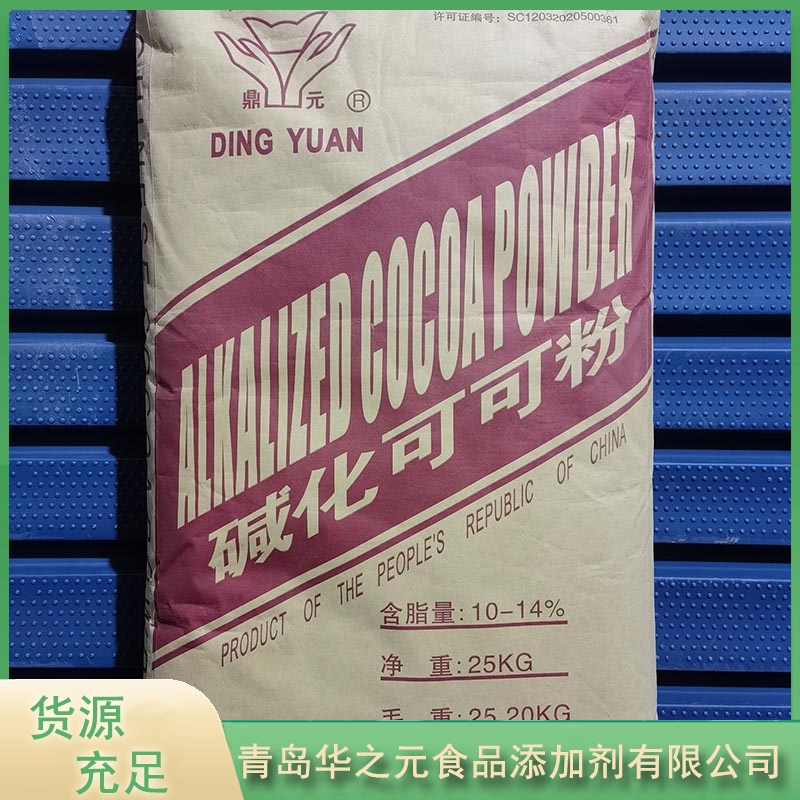 许可证编号：SC12032020500361
鼎 元 ®
DING YUAN
ALKALIZED COCOA POWDER
碱化可可粉
PRODUCT OF THE PEOPLE'S REPUBLIC OF CHINA
含脂量：10-14%
净 重：25KG
毛 重：25.20KG
货源
充足
青岛华之元食品添加剂有限公司